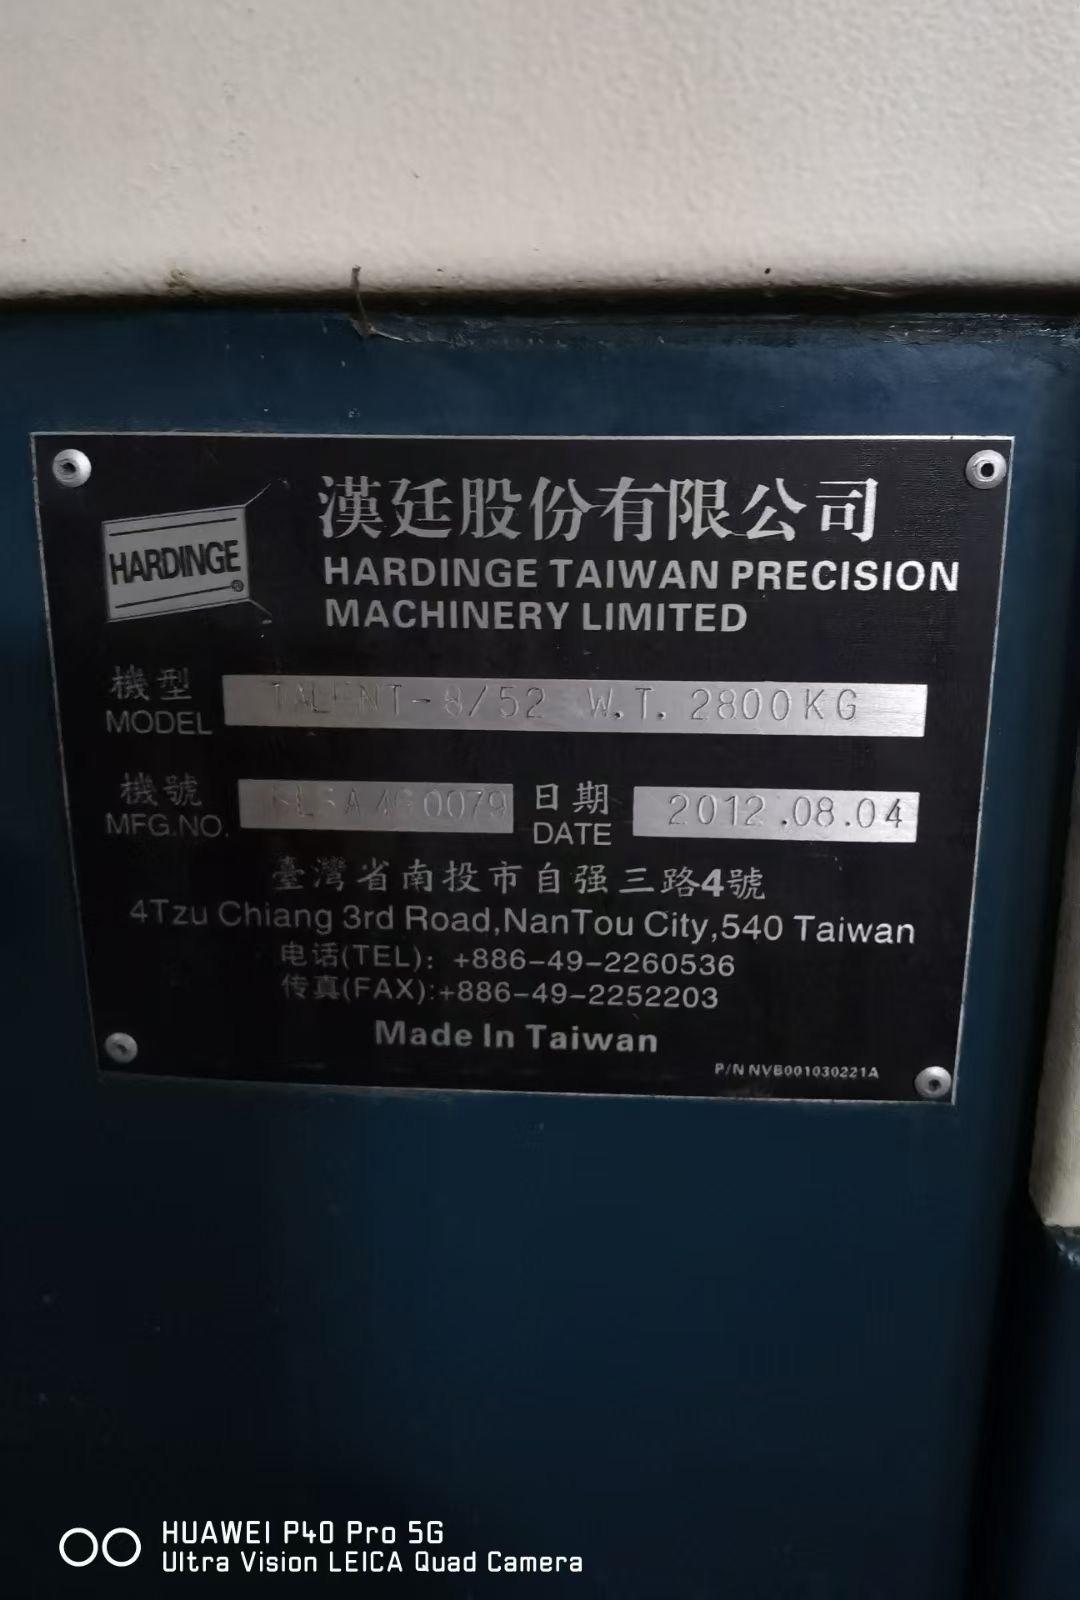 HARDINGE®
漢廷股份有限公司
HARDINGE TAIWAN PRECISION
MACHINERY LIMITED
機型
MODEL TALENT-8/52 W.T. 2800KG
機號
MFG.NO.
日期
DATE 2012.08.04
臺灣省南投市自强三路4號
4Tzu Chiang 3rd Road,NanTou City,540 Taiwan
电话(TEL): +886-49-2260536
传真(FAX):+886-49-2252203
Made In Taiwan
P/N NVB001030221A
HUAWEI P40 Pro 5G
Ultra Vision LEICA Quad Camera